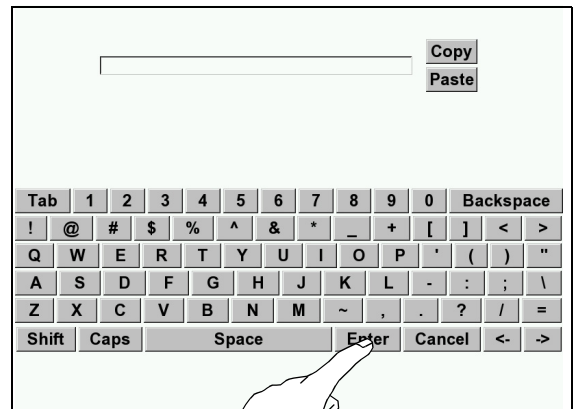 Copy
Paste
Tab 1 2 3 4 5 6 7 8 9 0 Backspace
! @ # $ % ^ & * _ + [ ] < >
Q W E R T Y U I O P ' ( ) "
A S D F G H J K L - : ; \
Z X C V B N M ~ , . ? / =
Shift Caps Space Enter Cancel <- ->